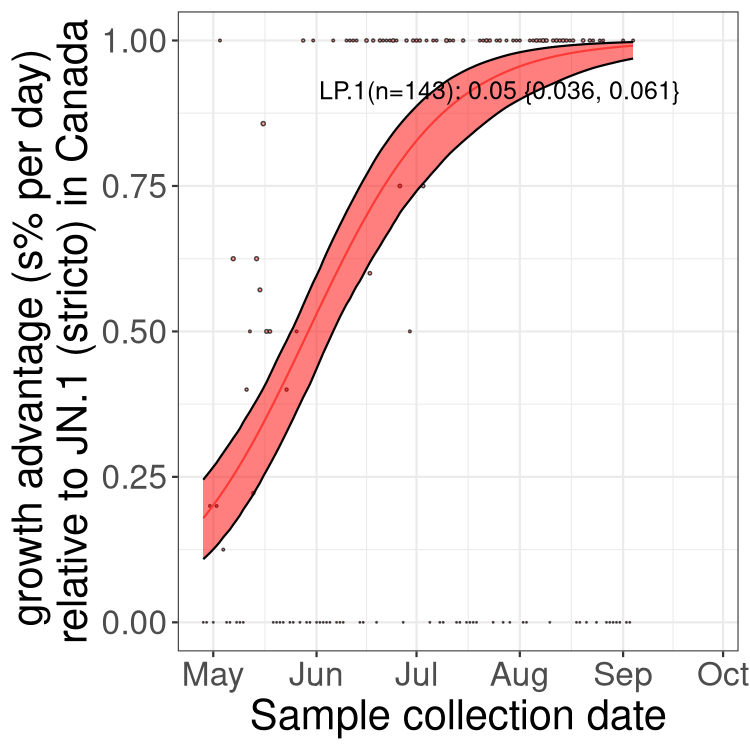 growth advantage (s% per day)
relative to JN.1 (stricto) in Canada
1.00
0.75
0.50
0.25
0.00
LP.1(n=143): 0.05 {0.036, 0.061}
May Jun Jul Aug Sep Oct
Sample collection date